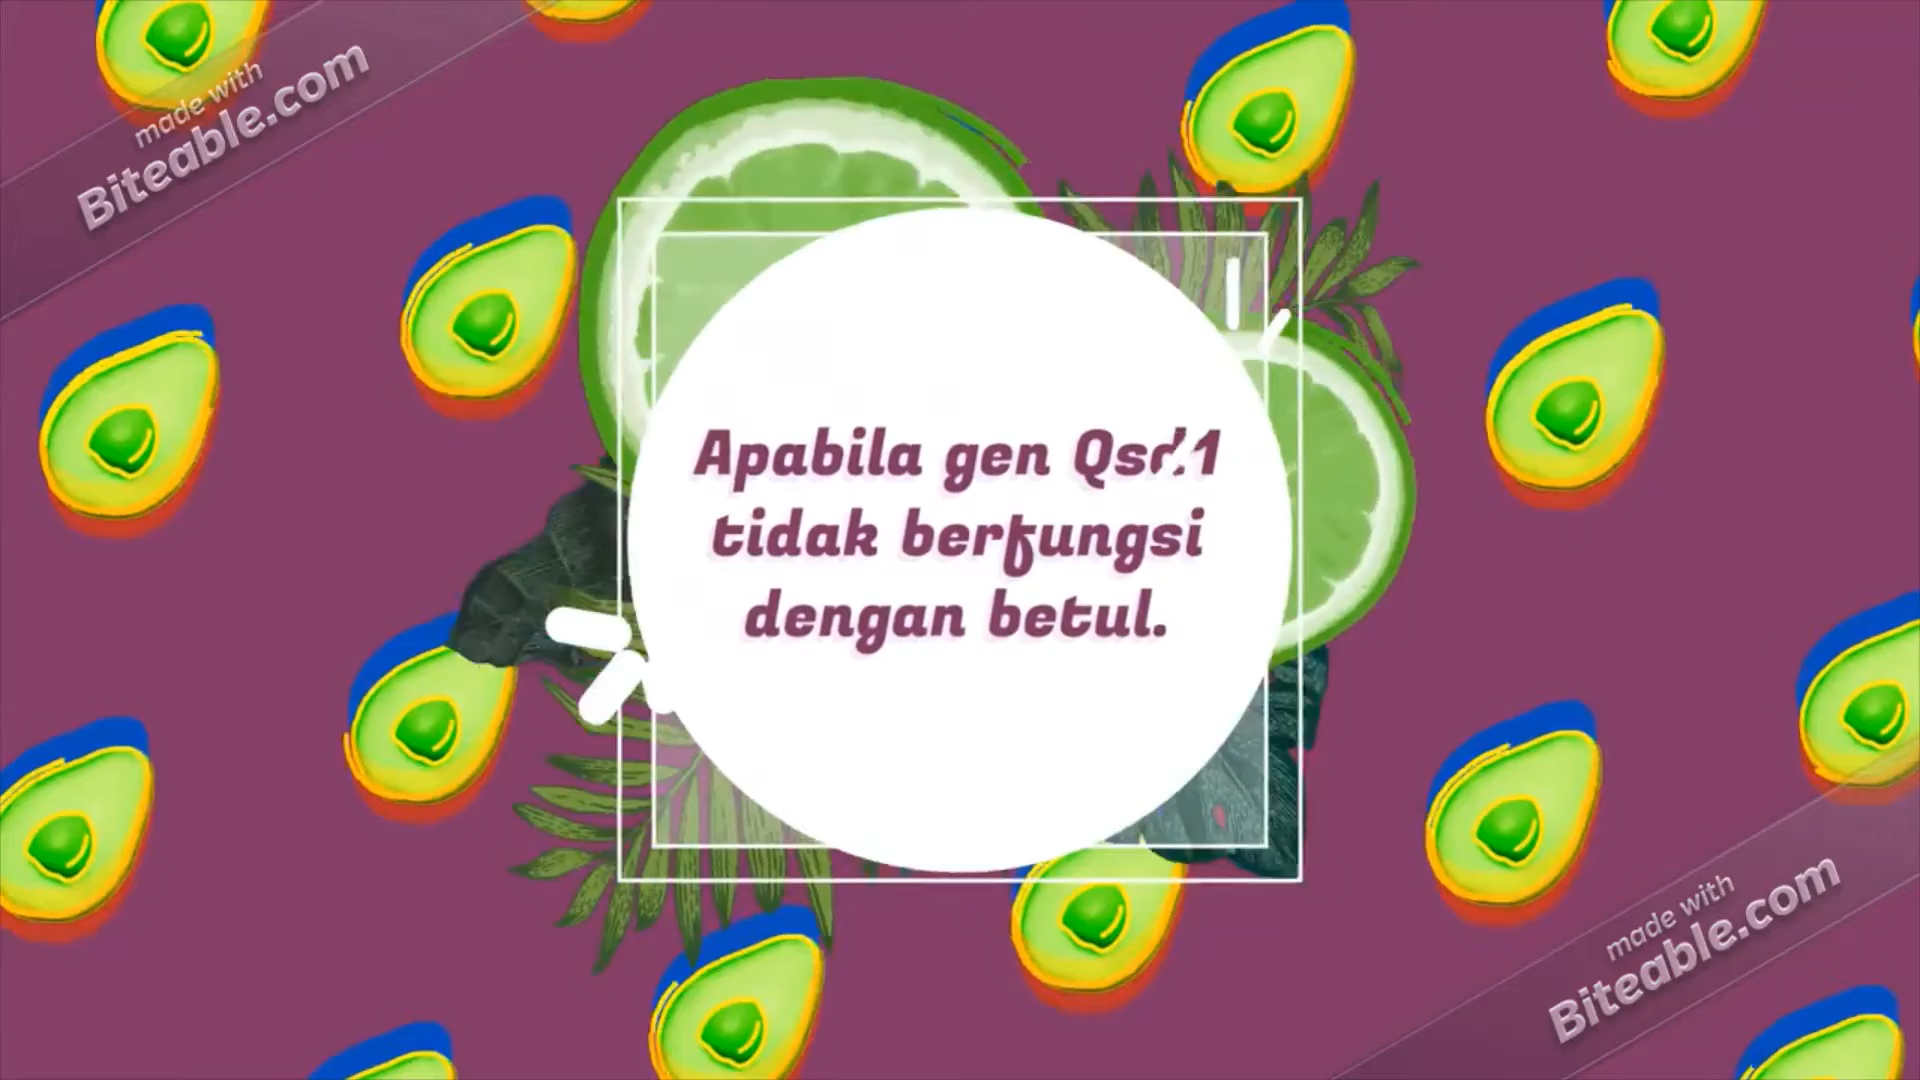 made with
Biteable.com
Apabila gen Qsd1
tidak berfungsi
dengan betul.
made with
Biteable.com